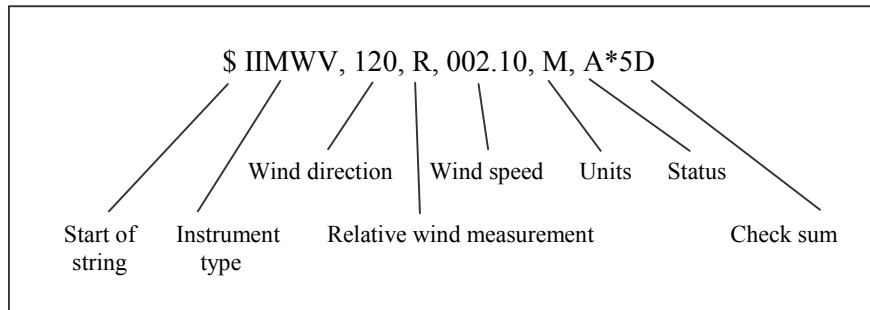 $ IIMWV, 120, R, 002.10, M, A*5D
Wind direction Wind speed Units Status
Start of Instrument Relative wind measurement Check sum
string type